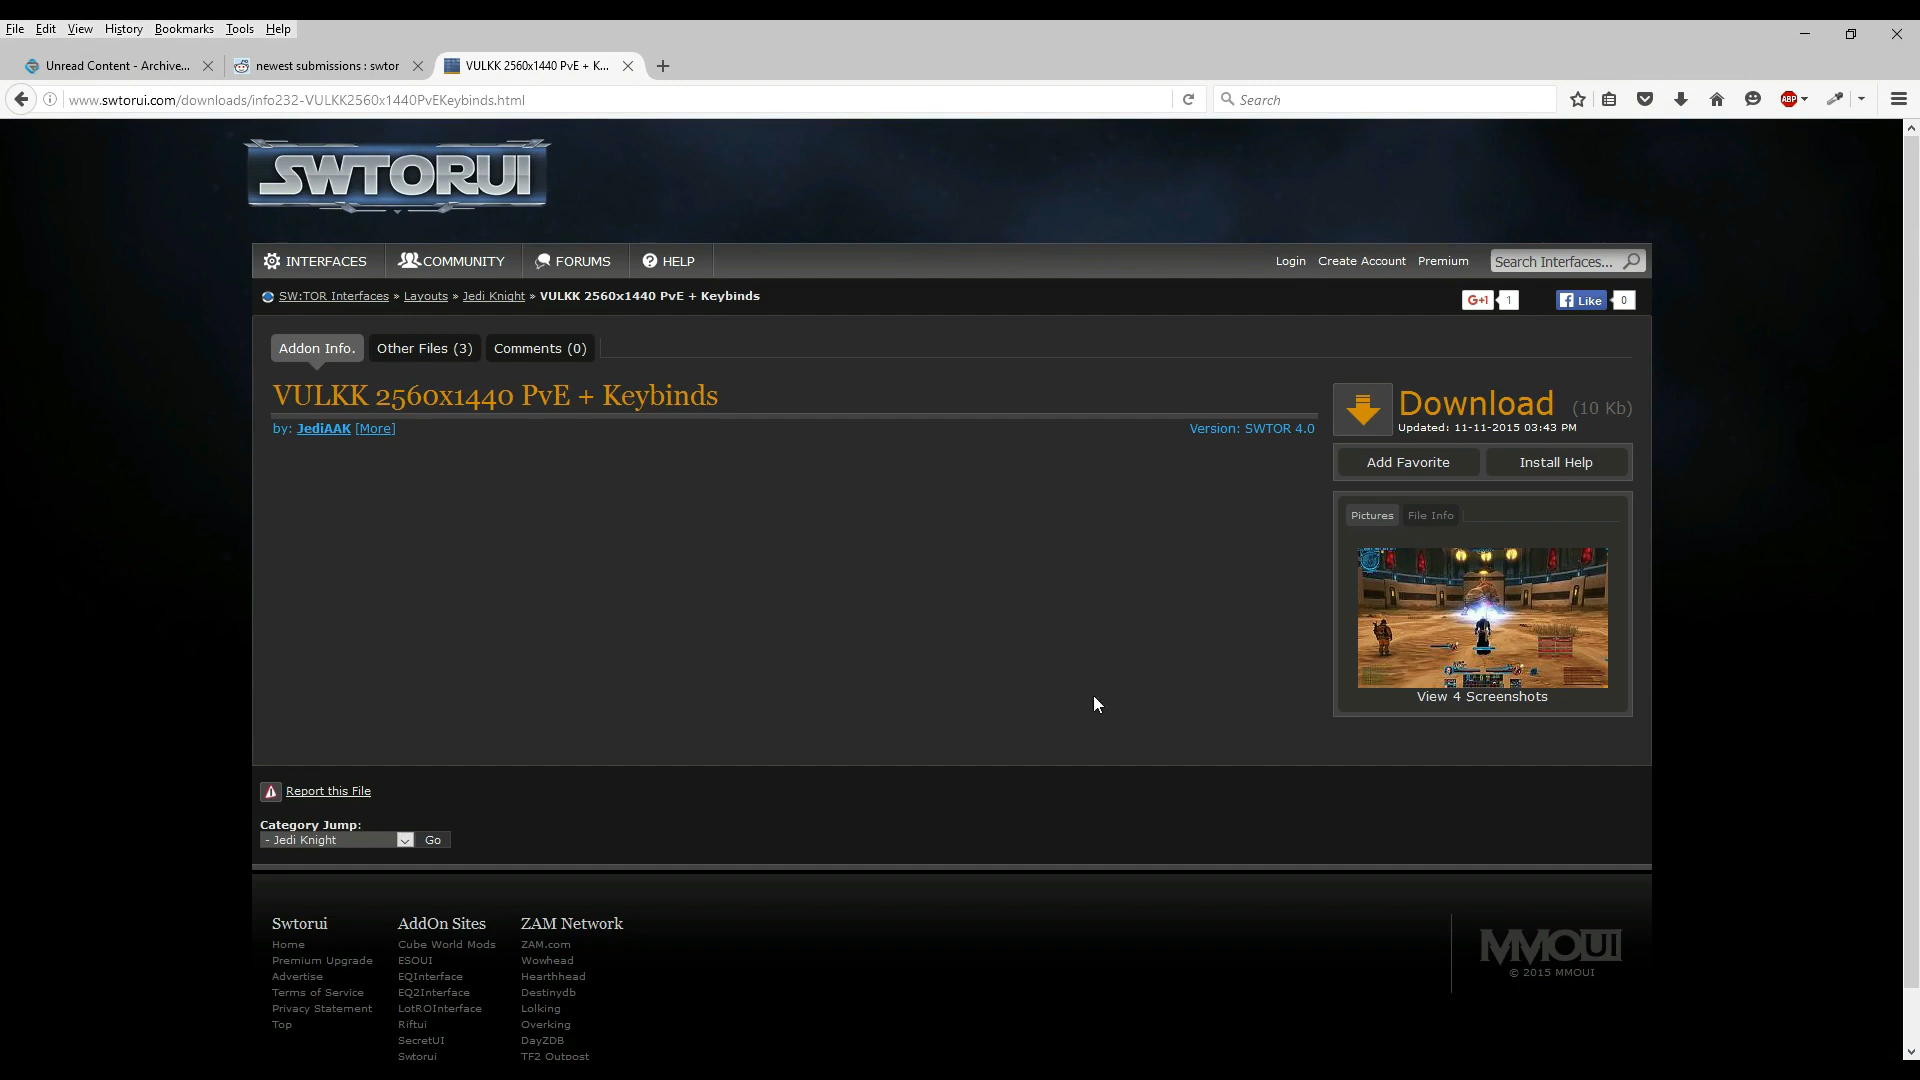 File Edit View History Bookmarks Tools Help
Unread Content - Archive... newest submissions : swtor VULKK 2560x1440 PvE + K...
www.swtorui.com/downloads/info232-VULKK2560x1440PvEKeybinds.html Search ABP
SWTORUI
INTERFACES COMMUNITY FORUMS HELP Login Create Account Premium Search Interfaces...
SW:TOR Interfaces » Layouts » Jedi Knight » VULKK 2560x1440 PvE + Keybinds G+1 1 Like 0
Addon Info. Other Files (3) Comments (0)
VULKK 2560x1440 PvE + Keybinds
by: JediAAK [More] Version: SWTOR 4.0
Download (10 Kb)
Updated: 11-11-2015 03:43 PM
Add Favorite Install Help
Pictures File Info
View 4 Screenshots
Report this File
Category Jump:
- Jedi Knight Go
Swtorui AddOn Sites ZAM Network
Home Cube World Mods ZAM.com
Premium Upgrade ESOUI Wowhead
Advertise EQInterface Hearthhead
Terms of Service EQ2Interface Destinydb
Privacy Statement LotROInterface Lolking
Top Riftui Overking
SecretUI DayZDB
Swtorui TF2 Outpost
MMOUI
© 2015 MMOUI